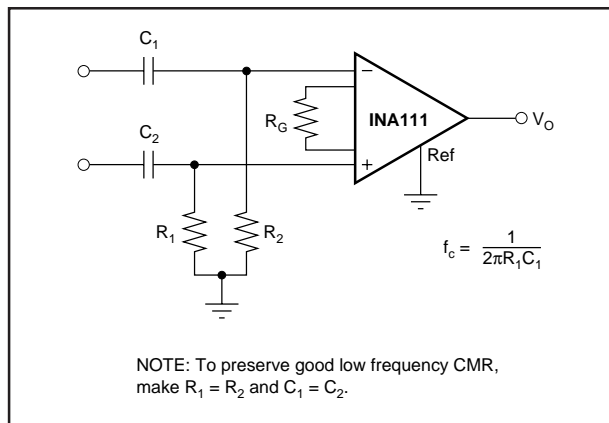 C1
C2
RG
−
INA111
+
Ref
VO
R1
R2
fc = 1 / 2πR1C1
NOTE: To preserve good low frequency CMR,
make R1 = R2 and C1 = C2.